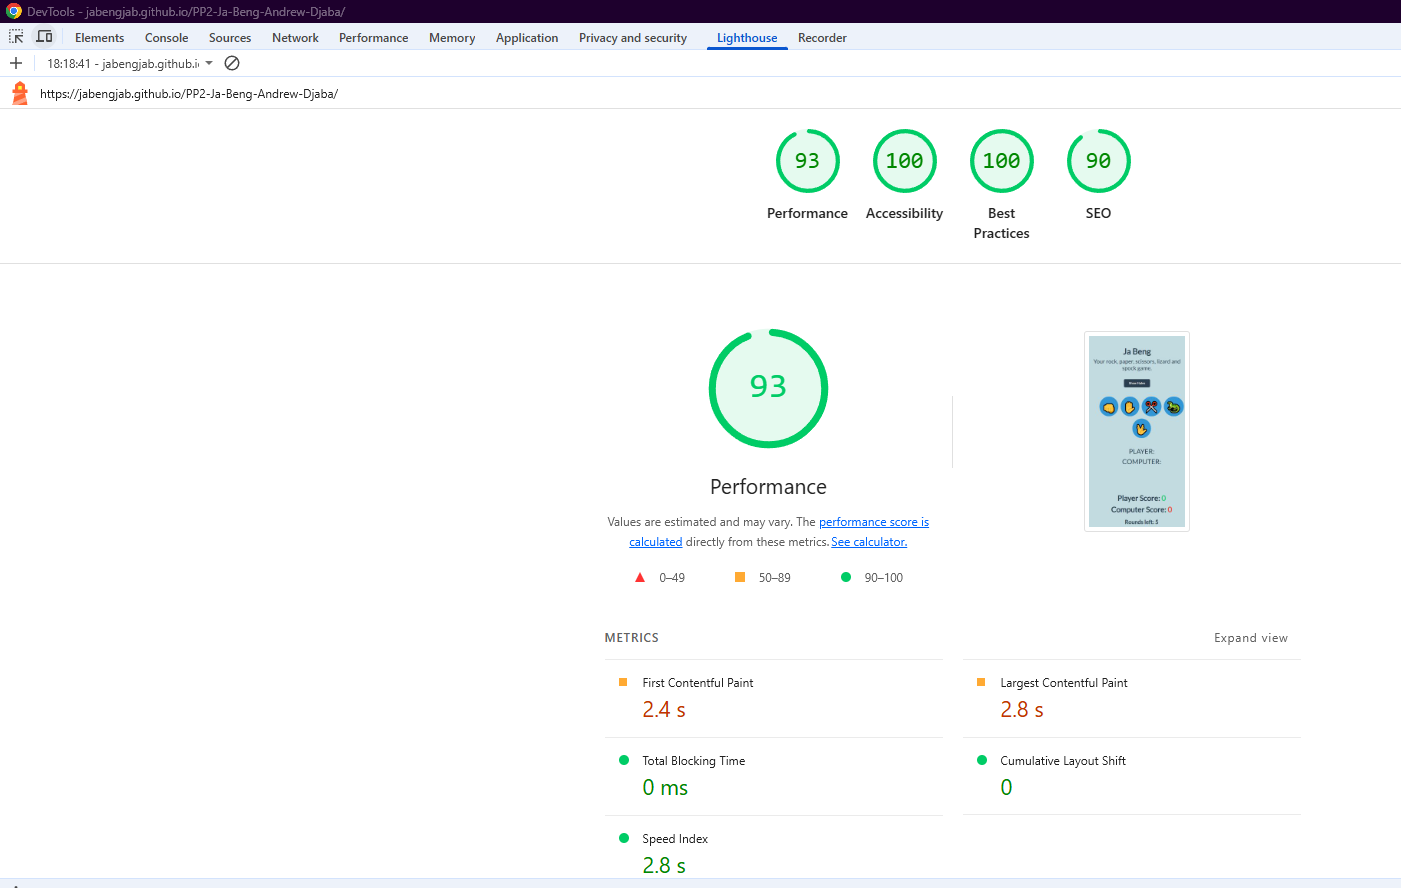 DevTools - jabengjab.github.io/PP2-Ja-Beng-Andrew-Djaba/
Elements Console Sources Network Performance Memory Application Privacy and security Lighthouse Recorder
18:18:41 - jabengjab.github.i
https://jabengjab.github.io/PP2-Ja-Beng-Andrew-Djaba/
93 100 100 90
Performance Accessibility Best Practices SEO
93
Performance
Values are estimated and may vary. The performance score is
calculated directly from these metrics. See calculator.
0–49 50–89 90–100
Ja Beng
Your rock, paper, scissors, lizard and
spock game.
PLAYER:
COMPUTER:
Player Score: 0
Computer Score: 0
Rounds left: 5
METRICS Expand view
First Contentful Paint
2.4 s
Largest Contentful Paint
2.8 s
Total Blocking Time
0 ms
Cumulative Layout Shift
0
Speed Index
2.8 s